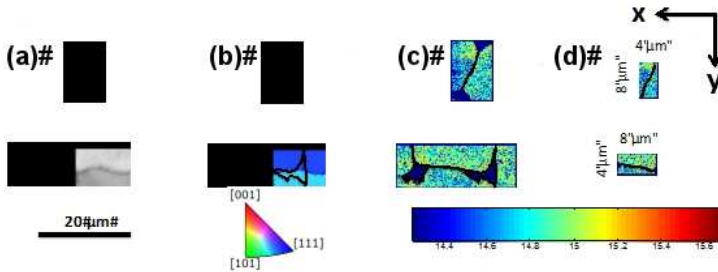 x
(a)# (b)# (c)# (d)#
4'µm"
8'µm"
y
8'µm"
4'µm"
20#µm#
[001]
[111]
[101]
14.4 14.6 14.8 15 15.2 15.4 15.6